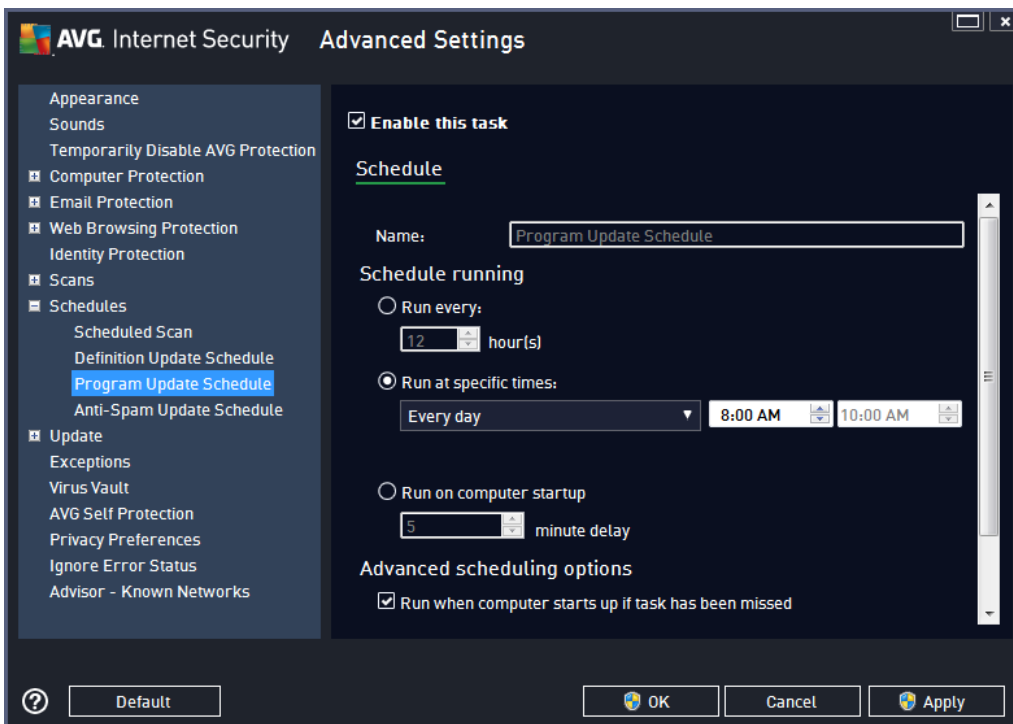 AVG. Internet Security Advanced Settings
Appearance
Sounds
Temporarily Disable AVG Protection
Computer Protection
Email Protection
Web Browsing Protection
Identity Protection
Scans
Schedules
Scheduled Scan
Definition Update Schedule
Program Update Schedule
Anti-Spam Update Schedule
Update
Exceptions
Virus Vault
AVG Self Protection
Privacy Preferences
Ignore Error Status
Advisor - Known Networks
Enable this task
Schedule
Name: Program Update Schedule
Schedule running
Run every:
12 hour(s)
Run at specific times:
Every day 8:00 AM 10:00 AM
Run on computer startup
5 minute delay
Advanced scheduling options
Run when computer starts up if task has been missed
? Default OK Cancel Apply